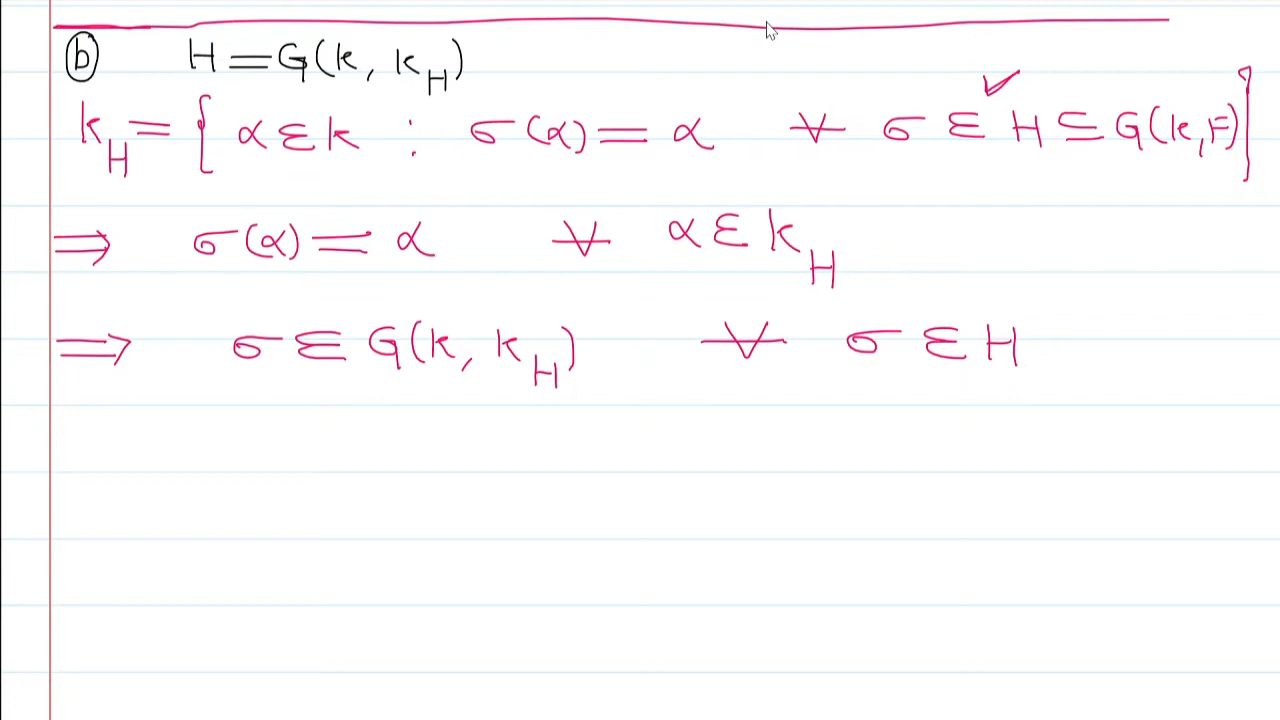 ⓑ H = G(K, K_H)
K_H = { α ∈ K : σ(α) = α ∀ σ ∈ H ⊆ G(K, F) }
⇒ σ(α) = α ∀ α ∈ K_H
⇒ σ ∈ G(K, K_H) ∀ σ ∈ H